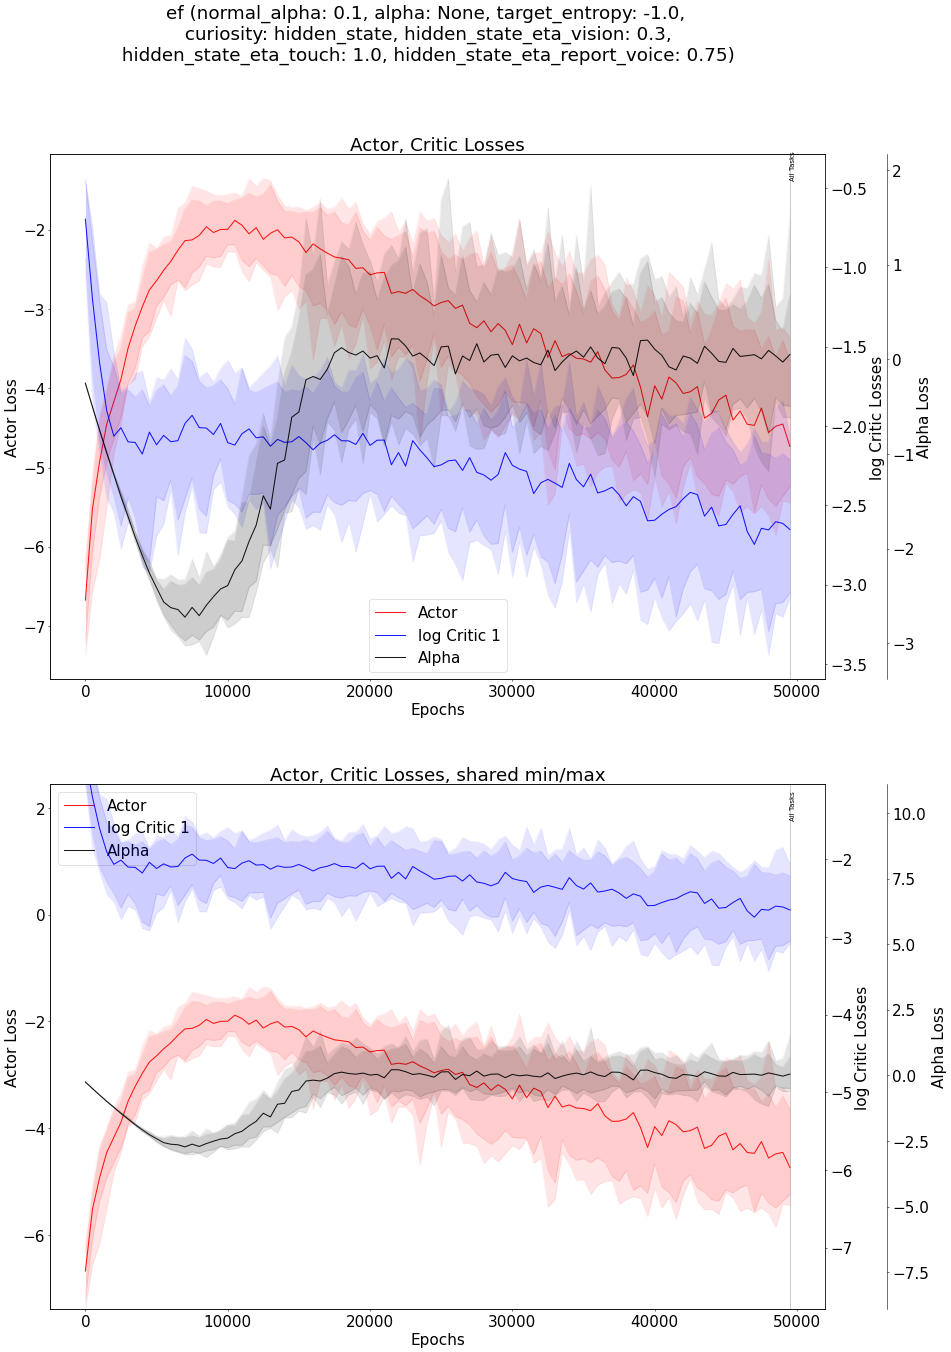 ef (normal_alpha: 0.1, alpha: None, target_entropy: -1.0,
curiosity: hidden_state, hidden_state_eta_vision: 0.3,
hidden_state_eta_touch: 1.0, hidden_state_eta_report_voice: 0.75)
Actor, Critic Losses
All Tasks
−2
−3
−4
−5
−6
−7
Actor Loss
−0.5
−1.0
−1.5
−2.0
−2.5
−3.0
−3.5
log Critic Losses
2
1
0
−1
−2
−3
Alpha Loss
Actor
log Critic 1
Alpha
0
10000
20000
30000
40000
50000
Epochs
Actor, Critic Losses, shared min/max
All Tasks
Actor
log Critic 1
Alpha
2
0
−2
−4
−6
Actor Loss
−2
−3
−4
−5
−6
−7
log Critic Losses
10.0
7.5
5.0
2.5
0.0
−2.5
−5.0
−7.5
Alpha Loss
0
10000
20000
30000
40000
50000
Epochs